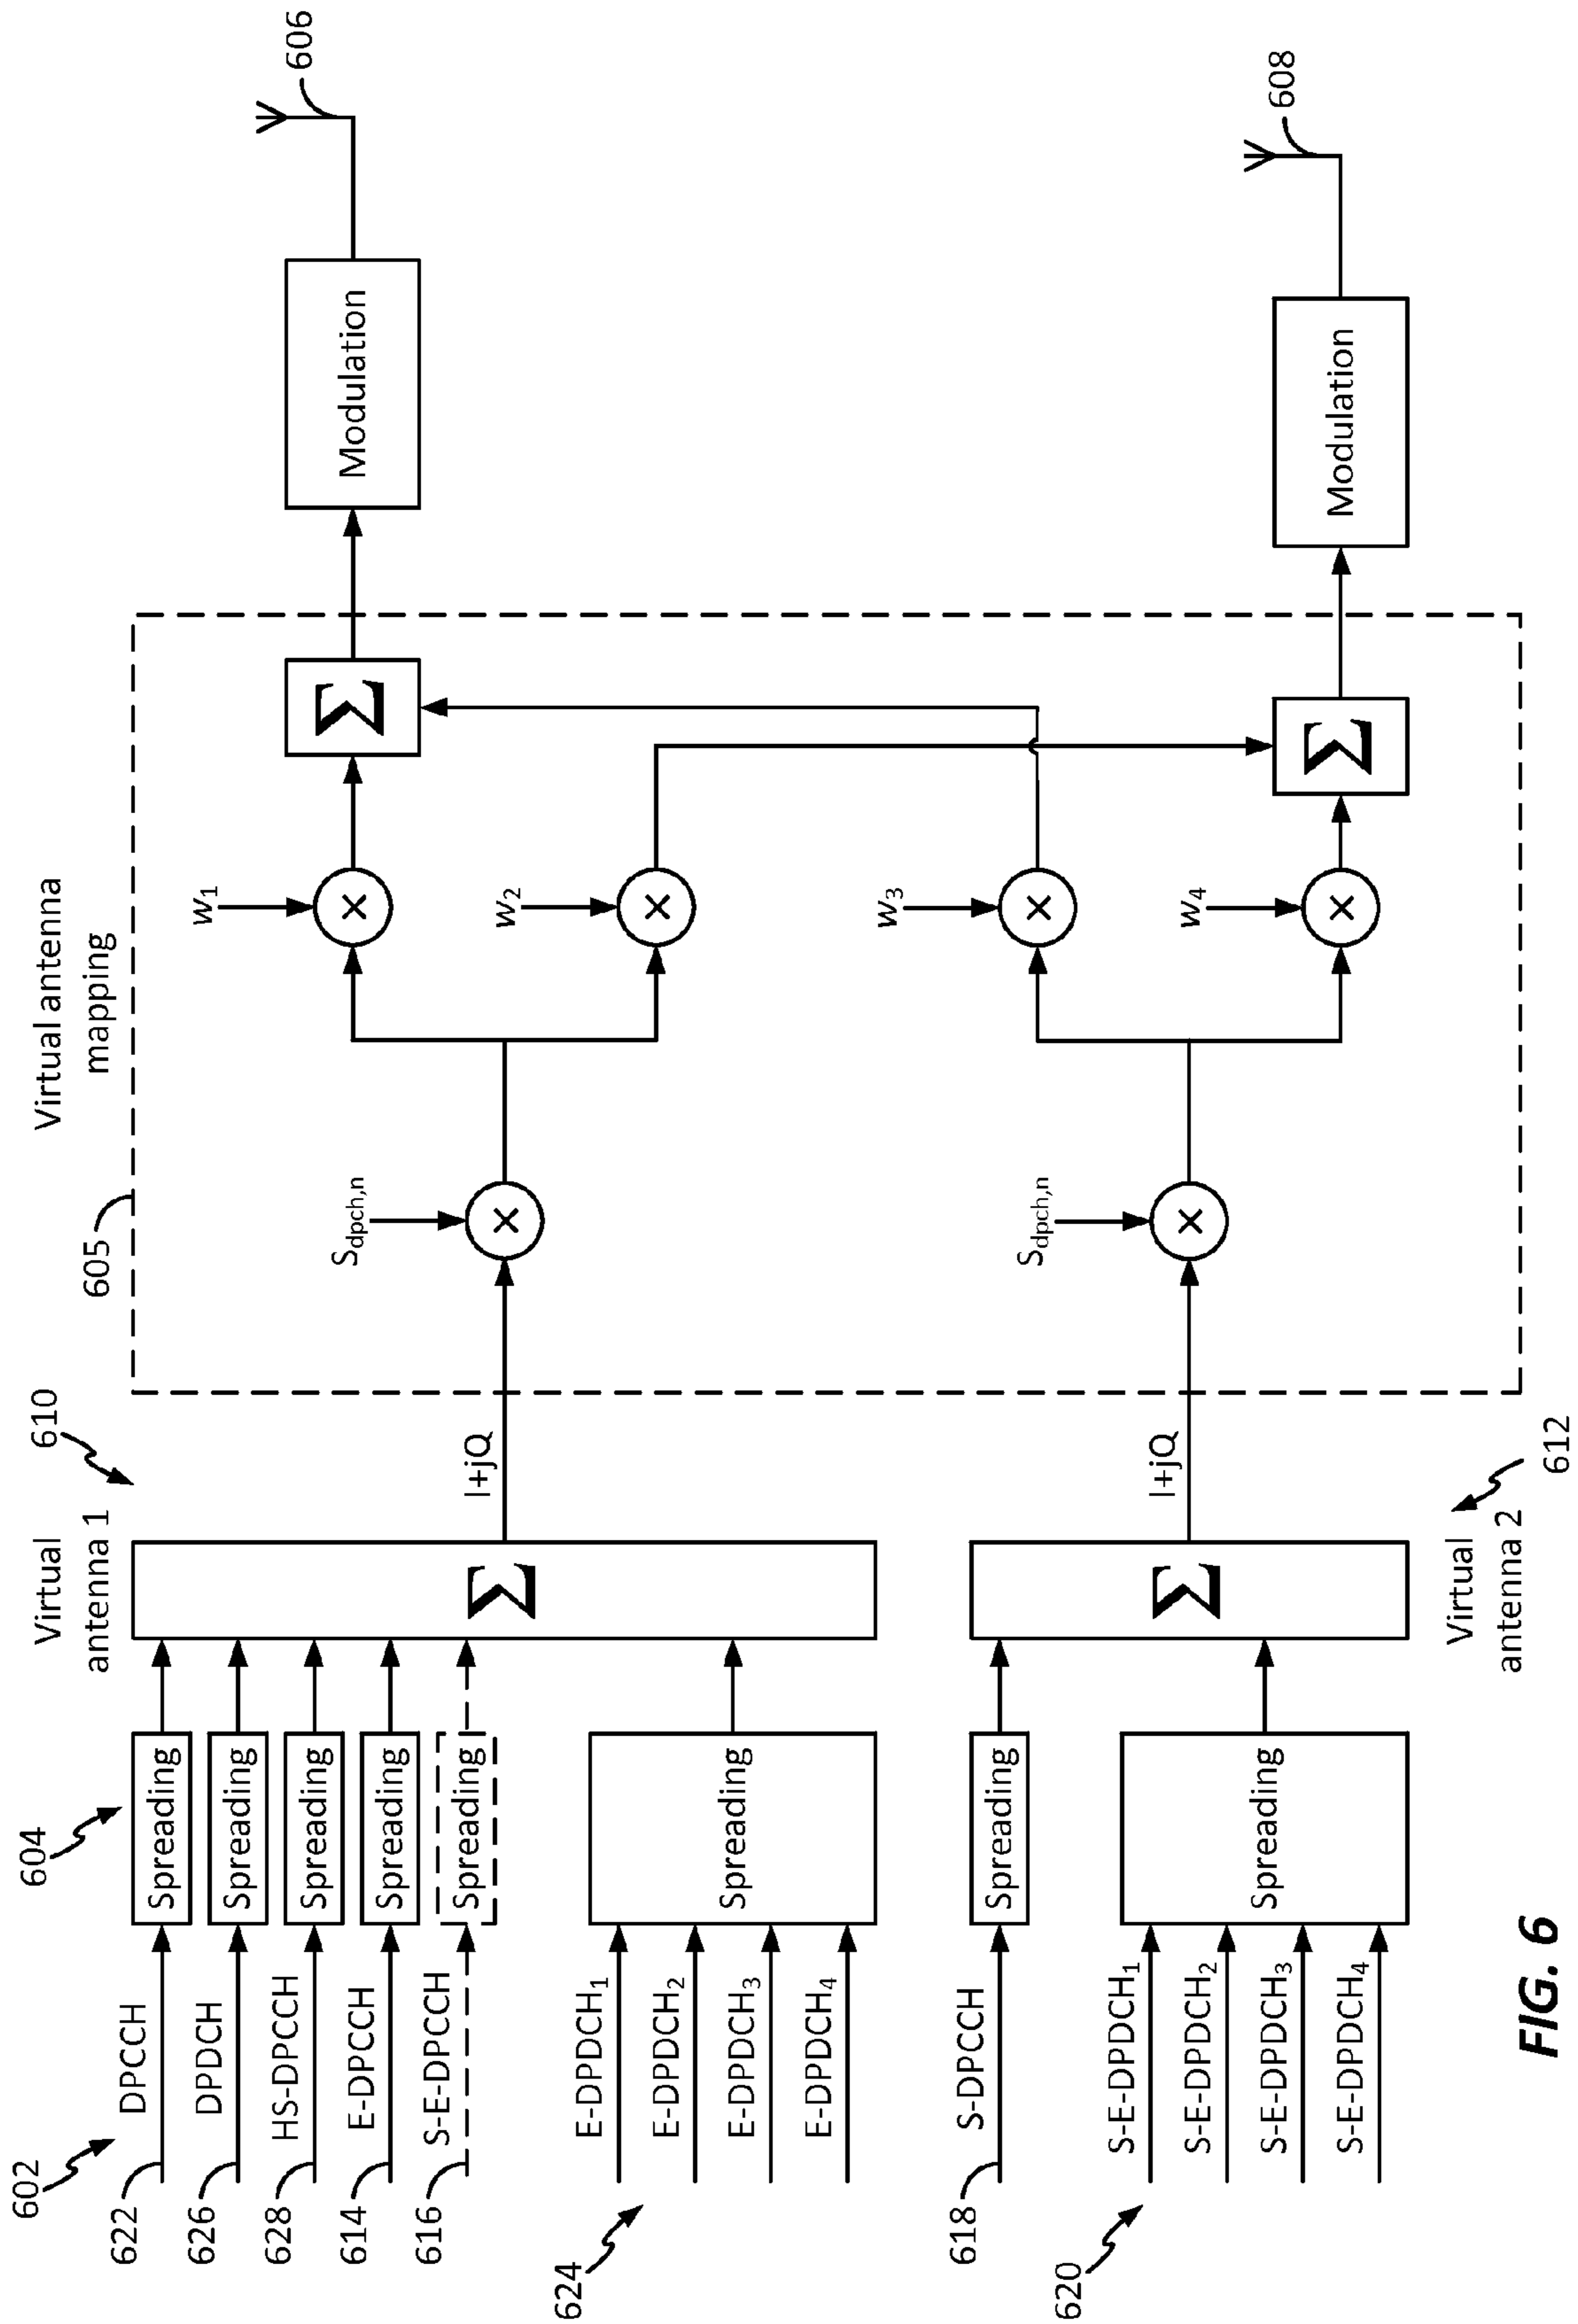 602
622
DPCCH
626
DPDCH
628
HS-DPCCH
614
E-DPCCH
616
S-E-DPCCH
624
E-DPDCH1
E-DPDCH2
E-DPDCH3
E-DPDCH4
618
S-DPCCH
620
S-E-DPDCH1
S-E-DPDCH2
S-E-DPDCH3
S-E-DPDCH4
604
Spreading
Spreading
Spreading
Spreading
Spreading
Spreading
Spreading
Spreading
Virtual
antenna 1
610
Σ
I+jQ
Σ
I+jQ
Virtual
antenna 2
612
605
Virtual antenna
mapping
Sdpch,n
×
Sdpch,n
×
w1
×
w2
×
w3
×
w4
×
Σ
Σ
Modulation
Modulation
606
608
FIG. 6